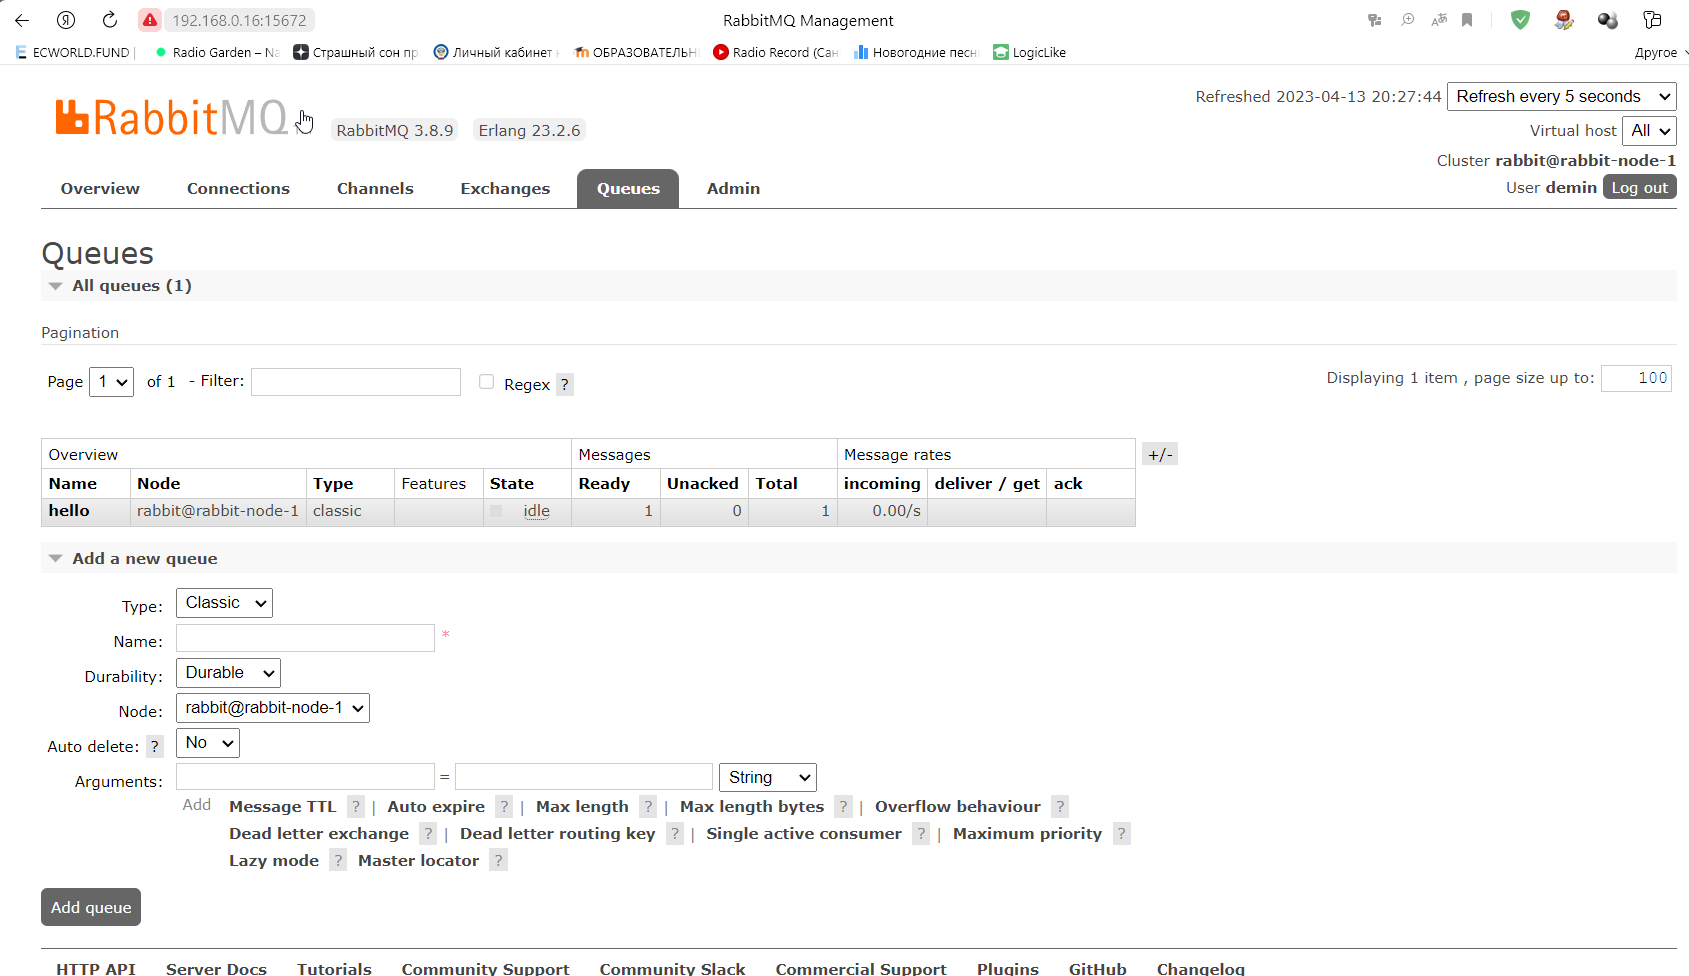 192.168.0.16:15672 RabbitMQ Management
ECWORLD.FUND | Radio Garden – Na Страшный сон пр Личный кабинет ОБРАЗОВАТЕЛЬН Radio Record (Сан Новогодние песн LogicLike Другое
RabbitMQ RabbitMQ 3.8.9 Erlang 23.2.6
Refreshed 2023-04-13 20:27:44 Refresh every 5 seconds
Virtual host All
Cluster rabbit@rabbit-node-1
User demin Log out
Overview Connections Channels Exchanges Queues Admin
Queues
All queues (1)
Pagination
Page 1 of 1 - Filter: Regex ? Displaying 1 item , page size up to: 100
Overview Messages Message rates +/-
Name Node Type Features State Ready Unacked Total incoming deliver / get ack
hello rabbit@rabbit-node-1 classic idle 1 0 1 0.00/s
Add a new queue
Type: Classic
Name: *
Durability: Durable
Node: rabbit@rabbit-node-1
Auto delete: ? No
Arguments: = String
Add Message TTL ? | Auto expire ? | Max length ? | Max length bytes ? | Overflow behaviour ?
Dead letter exchange ? | Dead letter routing key ? | Single active consumer ? | Maximum priority ?
Lazy mode ? Master locator ?
Add queue
HTTP API Server Docs Tutorials Community Support Community Slack Commercial Support Plugins GitHub Changelog